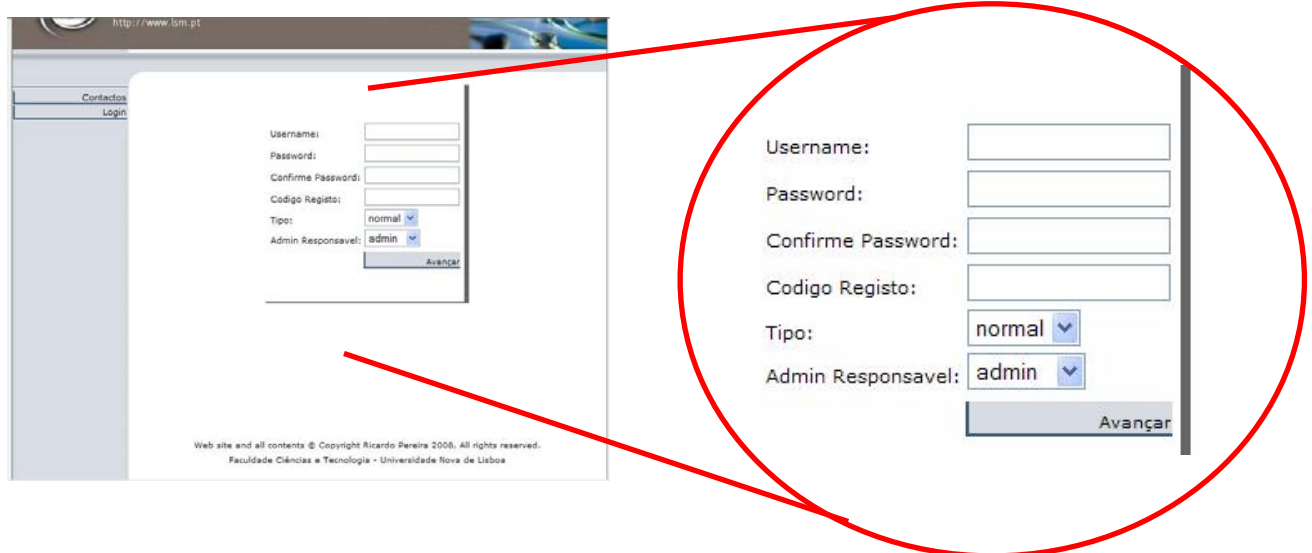 http://www.lsm.pt
Contactos
Login
Username:
Password:
Confirme Password:
Codigo Registo:
Tipo: normal
Admin Responsavel: admin
Avançar
Web site and all contents © Copyright Ricardo Pereira 2008, All rights reserved.
Faculdade Ciências e Tecnologia - Universidade Nova de Lisboa
Username:
Password:
Confirme Password:
Codigo Registo:
Tipo: normal
Admin Responsavel: admin
Avançar